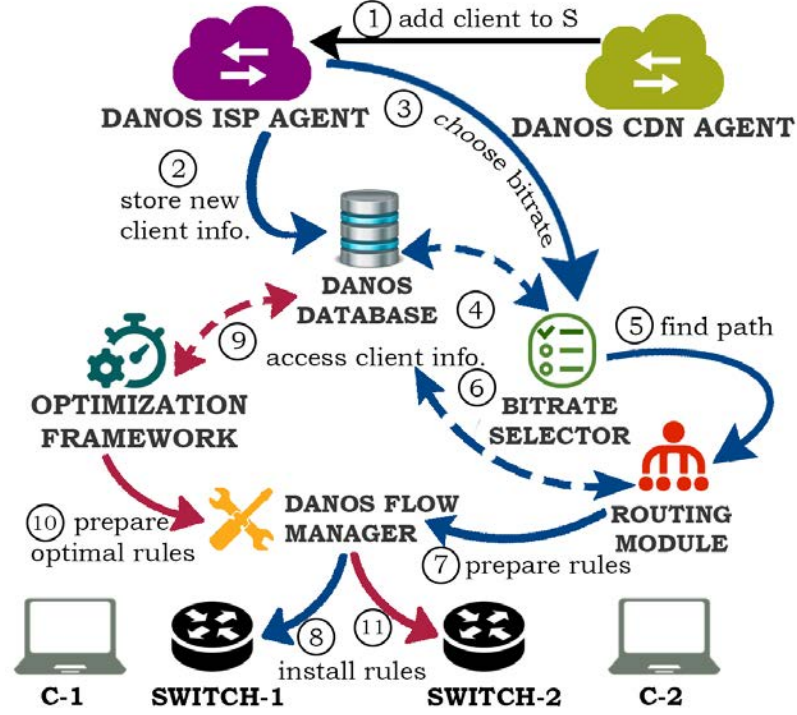 ① add client to S
DANOS ISP AGENT
DANOS CDN AGENT
③ choose bitrate
②
store new
client info.
DANOS
DATABASE
④
⑤ find path
⑨
access client info.
⑥
OPTIMIZATION
FRAMEWORK
BITRATE
SELECTOR
⑩ prepare
optimal rules
DANOS FLOW
MANAGER
ROUTING
MODULE
⑦ prepare rules
⑧
⑪
install rules
C-1
SWITCH-1
SWITCH-2
C-2